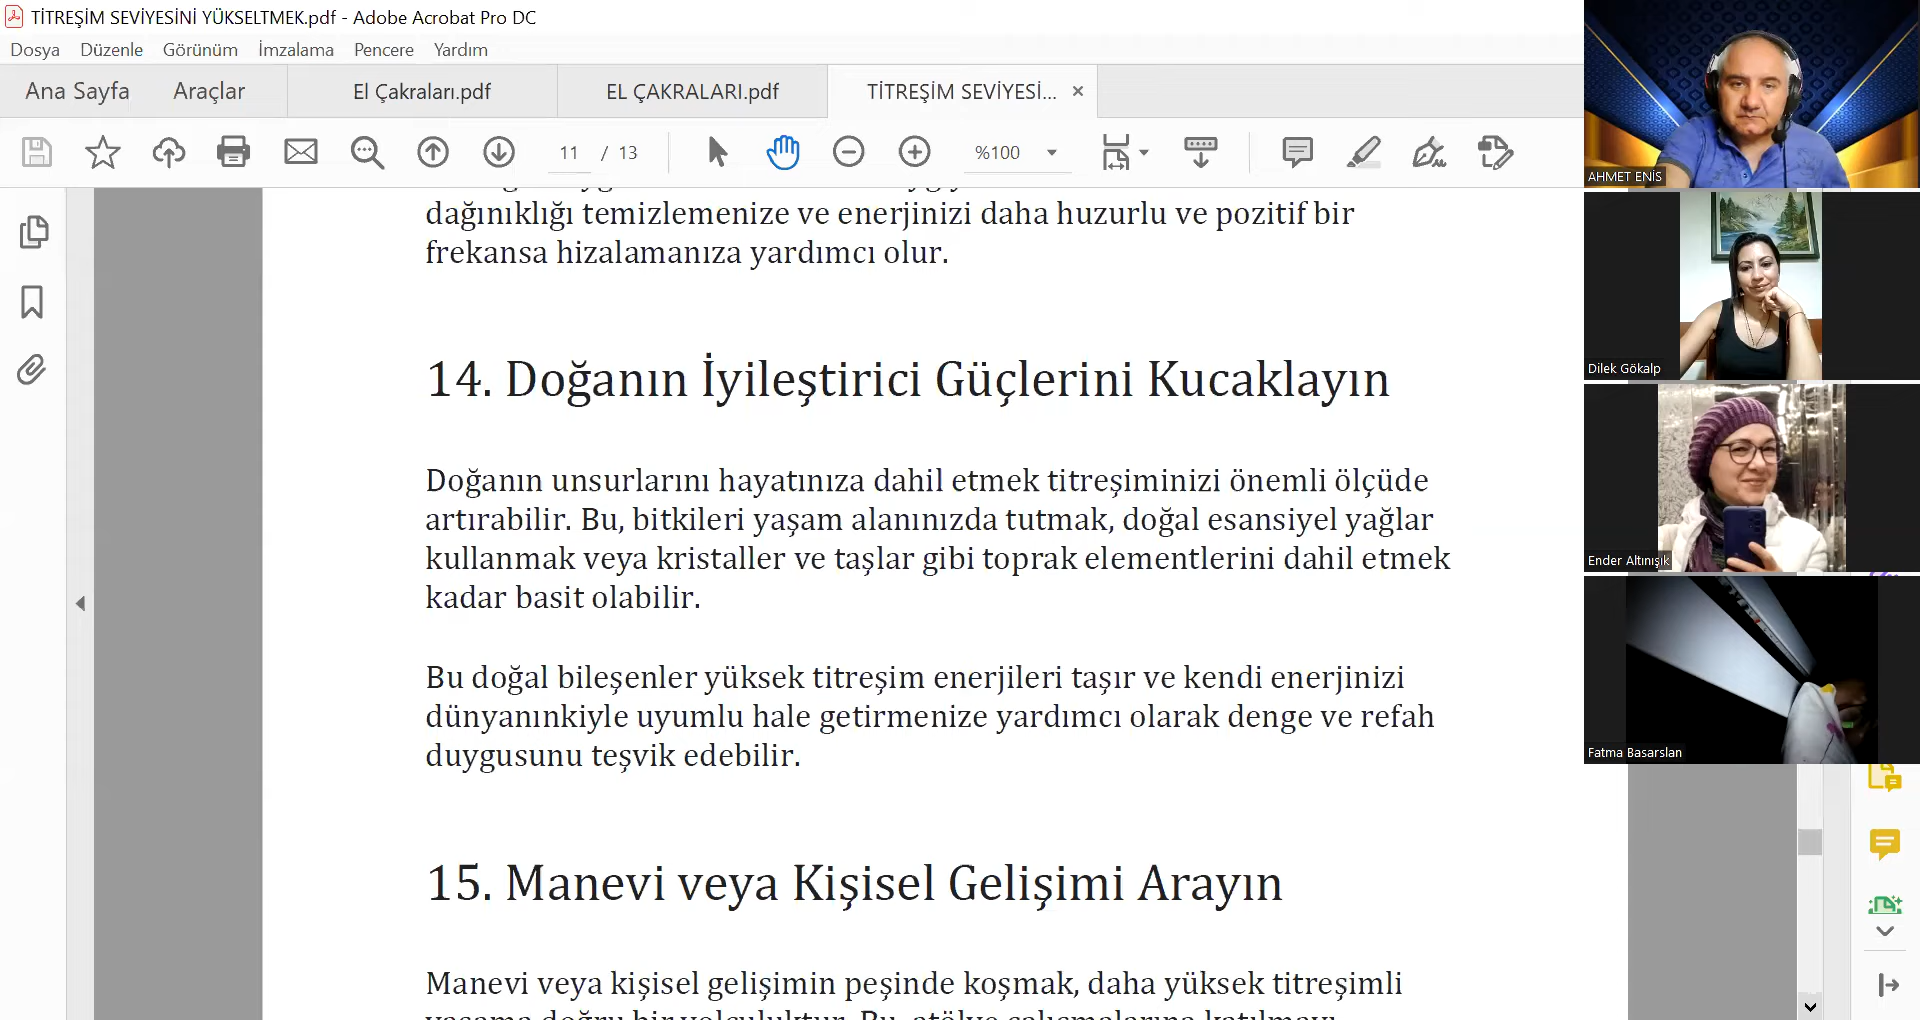 TİTREŞİM SEVİYESİNİ YÜKSELTMEK.pdf - Adobe Acrobat Pro DC
Dosya Düzenle Görünüm İmzalama Pencere Yardım
Ana Sayfa Araçlar El Çakraları.pdf EL ÇAKRALARI.pdf TİTREŞİM SEVİYESİ... ×
11 / 13 %100
dağınıklığı temizlemenize ve enerjinizi daha huzurlu ve pozitif bir
frekansa hizalamanıza yardımcı olur.
14. Doğanın İyileştirici Güçlerini Kucaklayın
Doğanın unsurlarını hayatınıza dahil etmek titreşiminizi önemli ölçüde
artırabilir. Bu, bitkileri yaşam alanınızda tutmak, doğal esansiyel yağlar
kullanmak veya kristaller ve taşlar gibi toprak elementlerini dahil etmek
kadar basit olabilir.
Bu doğal bileşenler yüksek titreşim enerjileri taşır ve kendi enerjinizi
dünyanınkiyle uyumlu hale getirmenize yardımcı olarak denge ve refah
duygusunu teşvik edebilir.
15. Manevi veya Kişisel Gelişimi Arayın
Manevi veya kişisel gelişimin peşinde koşmak, daha yüksek titreşimli
AHMET ENİS
Dilek Gökalp
Ender Altınışık
Fatma Basarslan